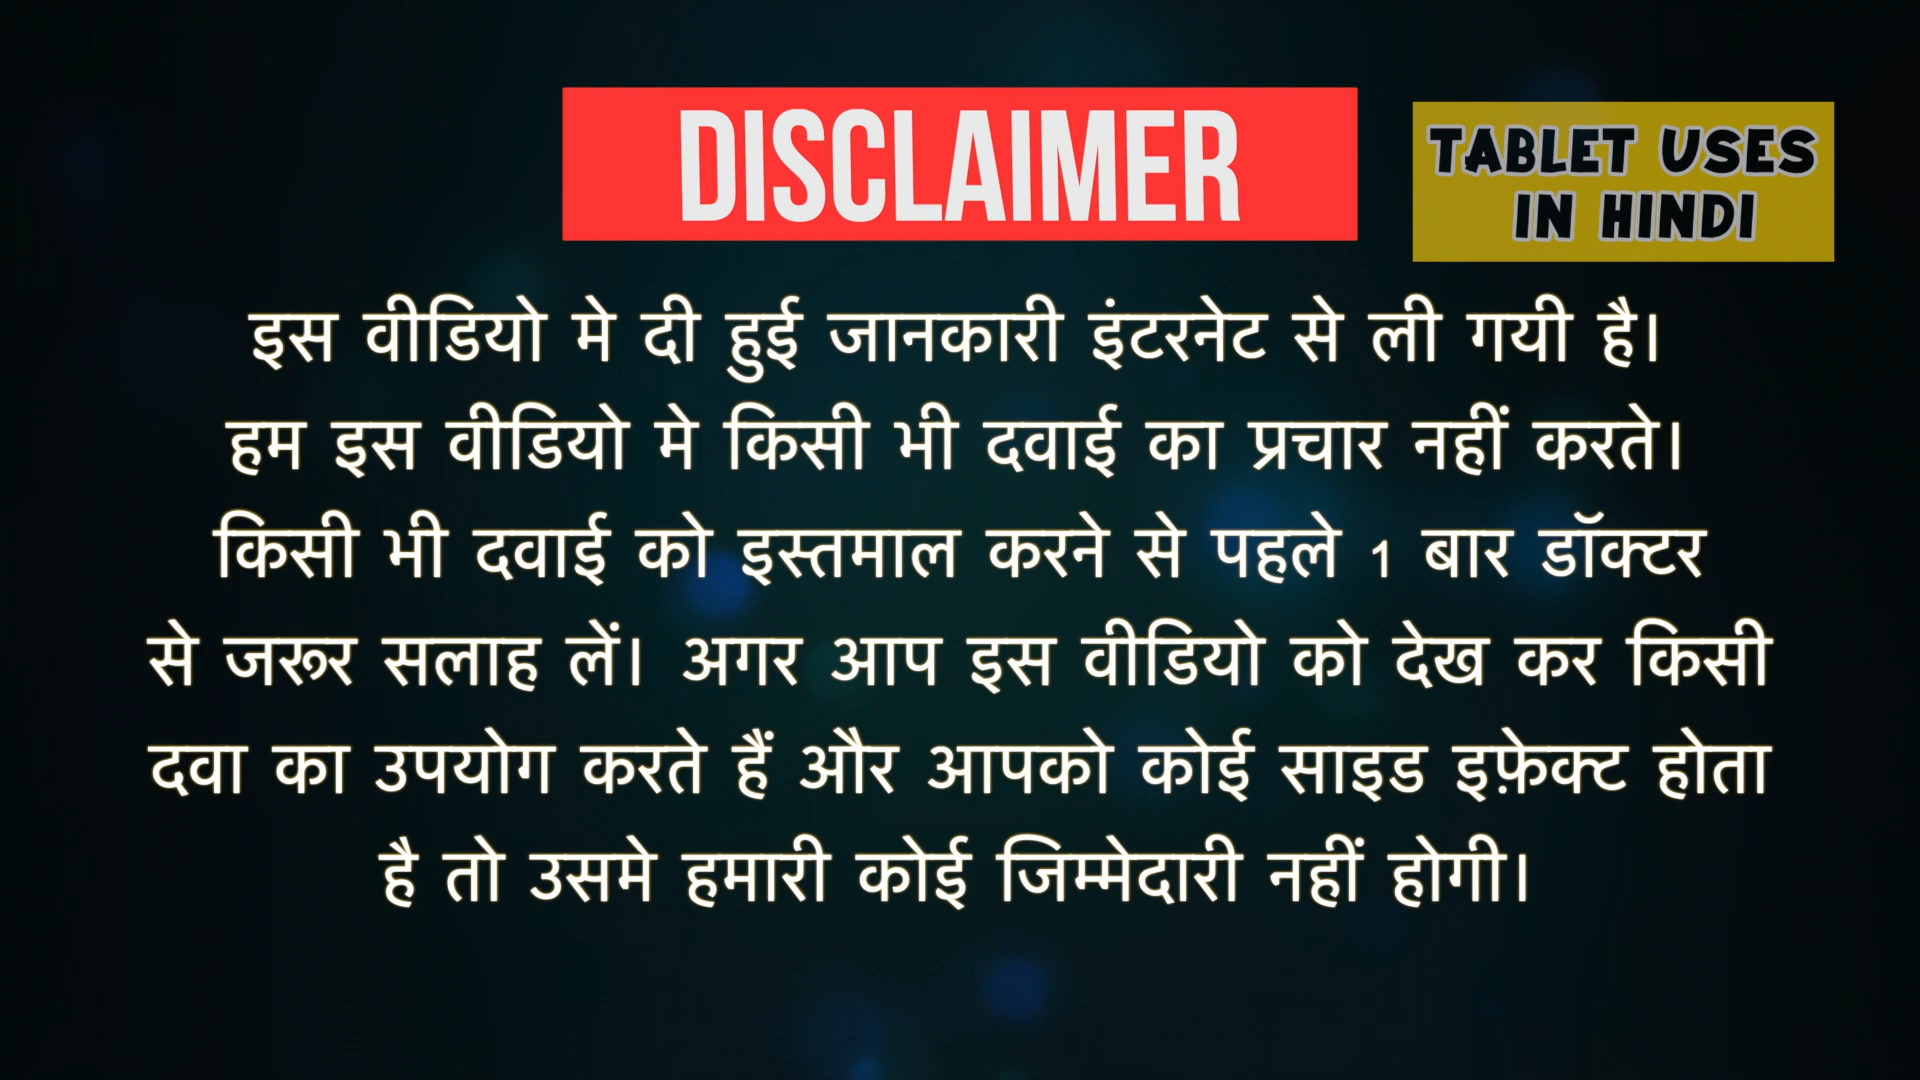 DISCLAIMER
TABLET USES
IN HINDI
इस वीडियो मे दी हुई जानकारी इंटरनेट से ली गयी है।
हम इस वीडियो मे किसी भी दवाई का प्रचार नहीं करते।
किसी भी दवाई को इस्तमाल करने से पहले 1 बार डॉक्टर
से जरूर सलाह लें। अगर आप इस वीडियो को देख कर किसी
दवा का उपयोग करते हैं और आपको कोई साइड इफ़ेक्ट होता
है तो उसमे हमारी कोई जिम्मेदारी नहीं होगी।